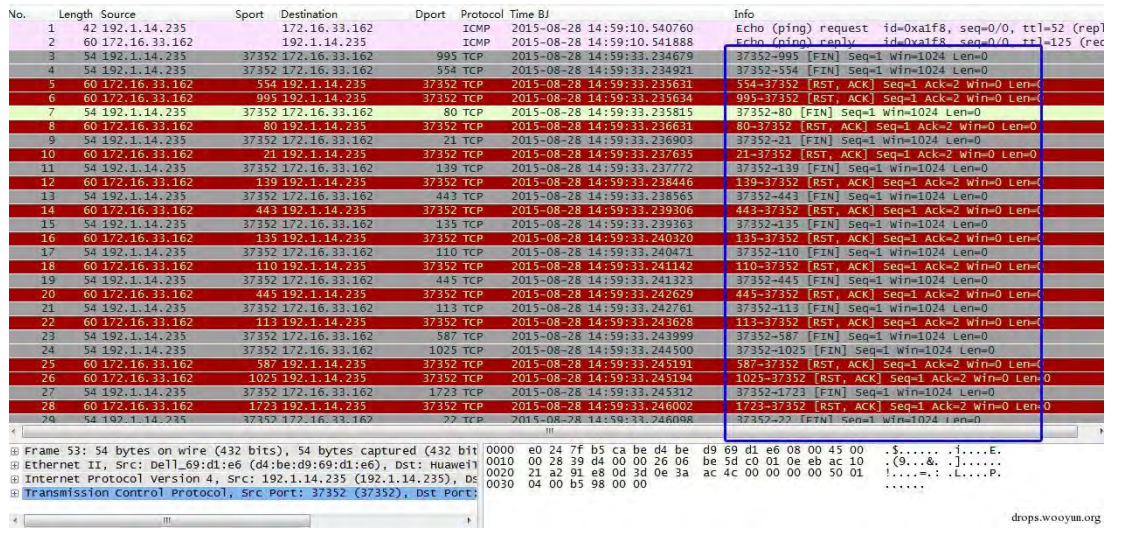 No. Length Source Sport Destination Dport Protocol Time BJ Info
1 42 192.1.14.235 172.16.33.162 ICMP 2015-08-28 14:59:10.540760 Echo (ping) request id=0xa1f8, seq=0/0, ttl=52 (repl
2 60 172.16.33.162 192.1.14.235 ICMP 2015-08-28 14:59:10.541888 Echo (ping) reply id=0xa1f8, seq=0/0, ttl=125 (rec
3 54 192.1.14.235 37352 172.16.33.162 995 TCP 2015-08-28 14:59:33.234679 37352→995 [FIN] Seq=1 Win=1024 Len=0
4 54 192.1.14.235 37352 172.16.33.162 554 TCP 2015-08-28 14:59:33.234921 37352→554 [FIN] Seq=1 Win=1024 Len=0
5 60 172.16.33.162 554 192.1.14.235 37352 TCP 2015-08-28 14:59:33.235631 554→37352 [RST, ACK] Seq=1 Ack=2 Win=0 Len=0
6 60 172.16.33.162 995 192.1.14.235 37352 TCP 2015-08-28 14:59:33.235634 995→37352 [RST, ACK] Seq=1 Ack=2 Win=0 Len=0
7 54 192.1.14.235 37352 172.16.33.162 80 TCP 2015-08-28 14:59:33.235815 37352→80 [FIN] Seq=1 Win=1024 Len=0
8 60 172.16.33.162 80 192.1.14.235 37352 TCP 2015-08-28 14:59:33.236631 80→37352 [RST, ACK] Seq=1 Ack=2 Win=0 Len=0
9 54 192.1.14.235 37352 172.16.33.162 21 TCP 2015-08-28 14:59:33.236903 37352→21 [FIN] Seq=1 Win=1024 Len=0
10 60 172.16.33.162 21 192.1.14.235 37352 TCP 2015-08-28 14:59:33.237635 21→37352 [RST, ACK] Seq=1 Ack=2 Win=0 Len=0
11 54 192.1.14.235 37352 172.16.33.162 139 TCP 2015-08-28 14:59:33.237772 37352→139 [FIN] Seq=1 Win=1024 Len=0
12 60 172.16.33.162 139 192.1.14.235 37352 TCP 2015-08-28 14:59:33.238446 139→37352 [RST, ACK] Seq=1 Ack=2 Win=0 Len=0
13 54 192.1.14.235 37352 172.16.33.162 443 TCP 2015-08-28 14:59:33.238565 37352→443 [FIN] Seq=1 Win=1024 Len=0
14 60 172.16.33.162 443 192.1.14.235 37352 TCP 2015-08-28 14:59:33.239306 443→37352 [RST, ACK] Seq=1 Ack=2 Win=0 Len=0
15 54 192.1.14.235 37352 172.16.33.162 135 TCP 2015-08-28 14:59:33.239363 37352→135 [FIN] Seq=1 Win=1024 Len=0
16 60 172.16.33.162 135 192.1.14.235 37352 TCP 2015-08-28 14:59:33.240320 135→37352 [RST, ACK] Seq=1 Ack=2 Win=0 Len=0
17 54 192.1.14.235 37352 172.16.33.162 110 TCP 2015-08-28 14:59:33.240471 37352→110 [FIN] Seq=1 Win=1024 Len=0
18 60 172.16.33.162 110 192.1.14.235 37352 TCP 2015-08-28 14:59:33.241142 110→37352 [RST, ACK] Seq=1 Ack=2 Win=0 Len=0
19 54 192.1.14.235 37352 172.16.33.162 445 TCP 2015-08-28 14:59:33.241323 37352→445 [FIN] Seq=1 Win=1024 Len=0
20 60 172.16.33.162 445 192.1.14.235 37352 TCP 2015-08-28 14:59:33.242629 445→37352 [RST, ACK] Seq=1 Ack=2 Win=0 Len=0
21 54 192.1.14.235 37352 172.16.33.162 113 TCP 2015-08-28 14:59:33.242761 37352→113 [FIN] Seq=1 Win=1024 Len=0
22 60 172.16.33.162 113 192.1.14.235 37352 TCP 2015-08-28 14:59:33.243628 113→37352 [RST, ACK] Seq=1 Ack=2 Win=0 Len=0
23 54 192.1.14.235 37352 172.16.33.162 587 TCP 2015-08-28 14:59:33.243999 37352→587 [FIN] Seq=1 Win=1024 Len=0
24 54 192.1.14.235 37352 172.16.33.162 1025 TCP 2015-08-28 14:59:33.244500 37352→1025 [FIN] Seq=1 Win=1024 Len=0
25 60 172.16.33.162 587 192.1.14.235 37352 TCP 2015-08-28 14:59:33.245191 587→37352 [RST, ACK] Seq=1 Ack=2 Win=0 Len=0
26 60 172.16.33.162 1025 192.1.14.235 37352 TCP 2015-08-28 14:59:33.245194 1025→37352 [RST, ACK] Seq=1 Ack=2 Win=0 Len=0
27 54 192.1.14.235 37352 172.16.33.162 1723 TCP 2015-08-28 14:59:33.245312 37352→1723 [FIN] Seq=1 Win=1024 Len=0
28 60 172.16.33.162 1723 192.1.14.235 37352 TCP 2015-08-28 14:59:33.246002 1723→37352 [RST, ACK] Seq=1 Ack=2 Win=0 Len=0
29 54 192.1.14.235 37352 172.16.33.162 22 TCP 2015-08-28 14:59:33.246098 37352→22 [FIN] Seq=1 Win=1024 Len=0
Frame 53: 54 bytes on wire (432 bits), 54 bytes captured (432 bit
Ethernet II, Src: Dell_69:d1:e6 (d4:be:d9:69:d1:e6), Dst: Huawei
Internet Protocol Version 4, Src: 192.1.14.235 (192.1.14.235), Ds
Transmission Control Protocol, Src Port: 37352 (37352), Dst Port:
0000 e0 24 7f b5 ca be d4 be d9 69 d1 e6 08 00 45 00 .$.......i....E.
0010 00 28 39 d4 00 00 26 06 be 5d c0 01 0e eb ac 10 .(9...&. .]......
0020 21 a2 91 e8 0d 3d 0e 3a ac 4c 00 00 00 00 50 01 !....=.: .L....P.
0030 04 00 b5 98 00 00 ......
drops.wooyun.org